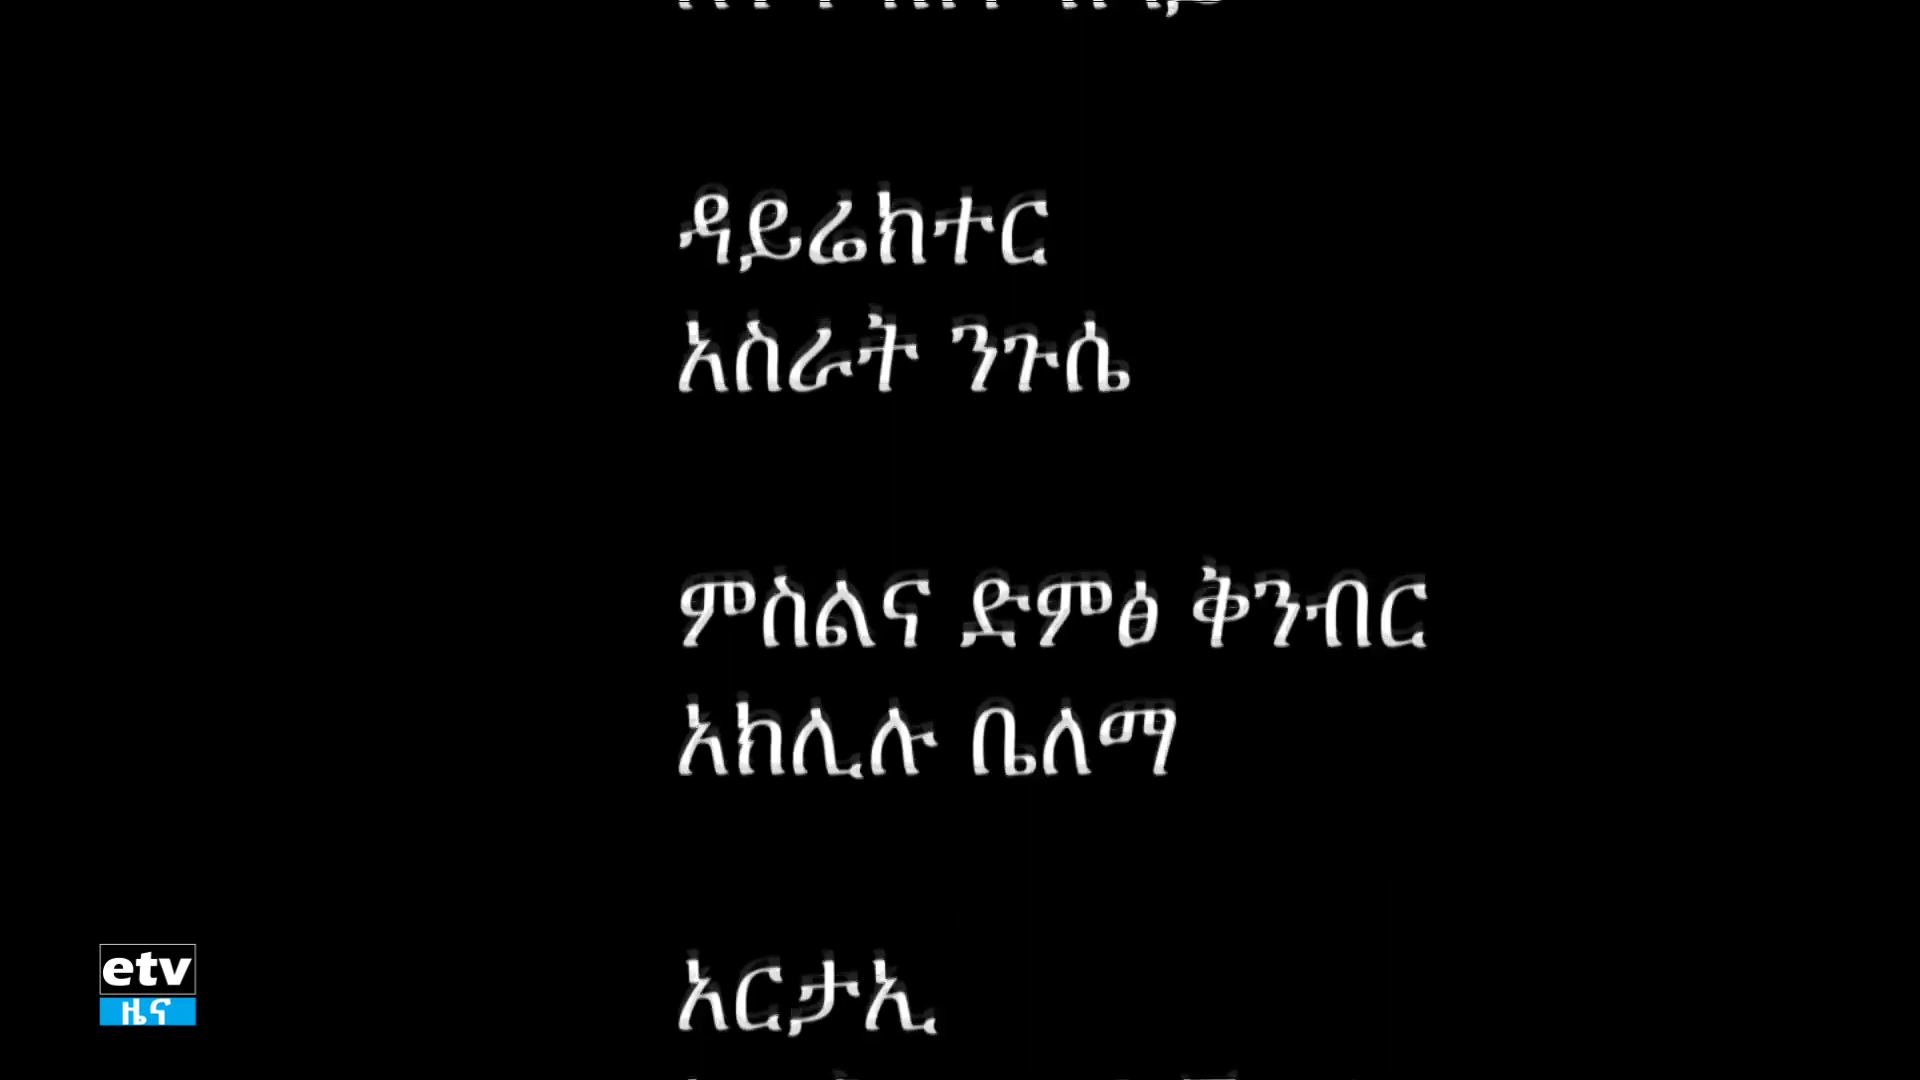 ዳይሬክተር
አስራት ንጉሴ
ምስልና ድምፅ ቅንብር
አክሊሉ ቤለማ
አርታኢ
etv
ዜና